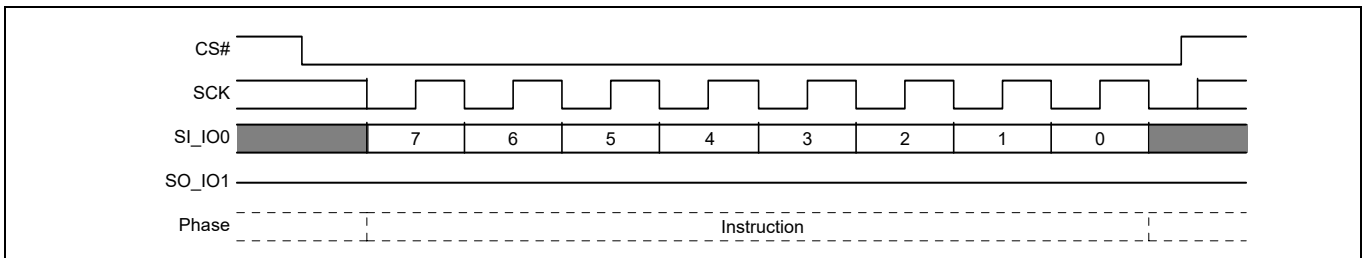 CS#
SCK
SI_IO0 7 6 5 4 3 2 1 0
SO_IO1
Phase Instruction